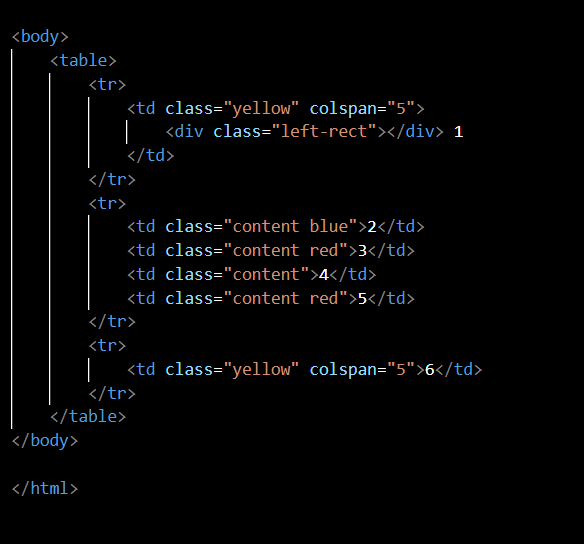 <body>
<table>
<tr>
<td class="yellow" colspan="5">
<div class="left-rect"></div> 1
</td>
</tr>
<tr>
<td class="content blue">2</td>
<td class="content red">3</td>
<td class="content">4</td>
<td class="content red">5</td>
</tr>
<tr>
<td class="yellow" colspan="5">6</td>
</tr>
</table>
</body>
</html>